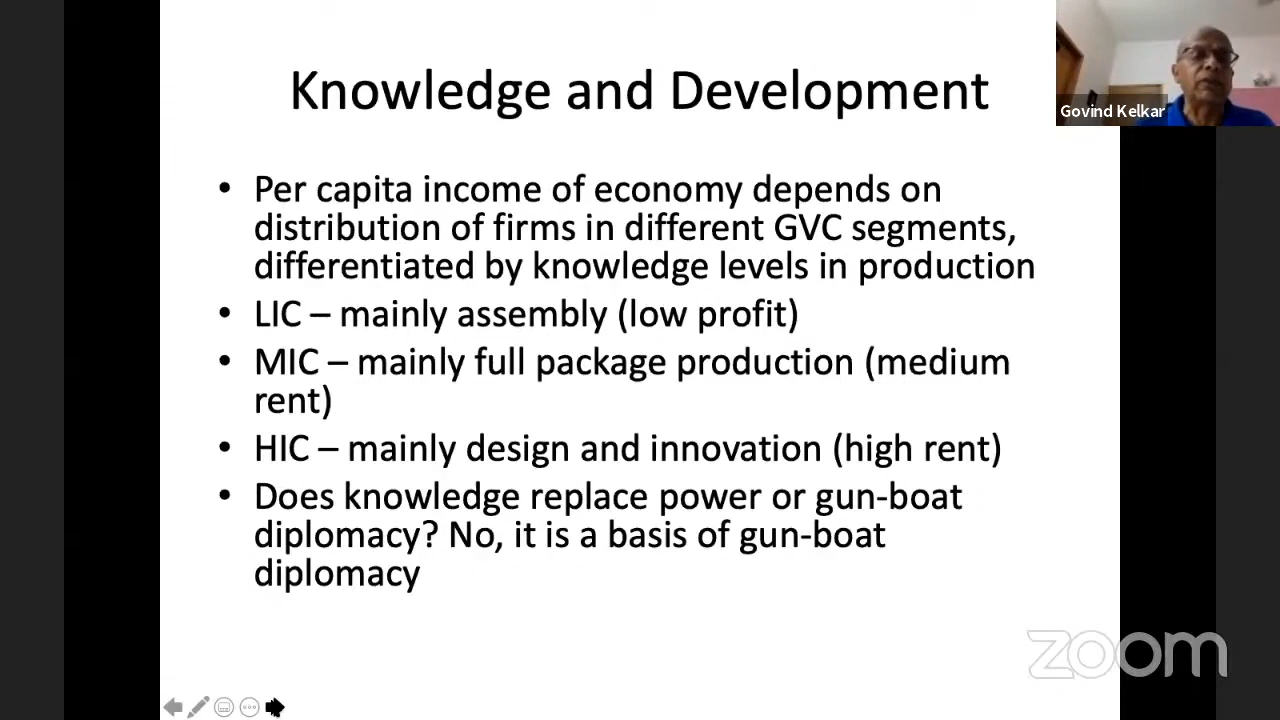 Knowledge and Development
Govind Kelkar
• Per capita income of economy depends on
distribution of firms in different GVC segments,
differentiated by knowledge levels in production
• LIC – mainly assembly (low profit)
• MIC – mainly full package production (medium
rent)
• HIC – mainly design and innovation (high rent)
• Does knowledge replace power or gun-boat
diplomacy? No, it is a basis of gun-boat
diplomacy
zoom